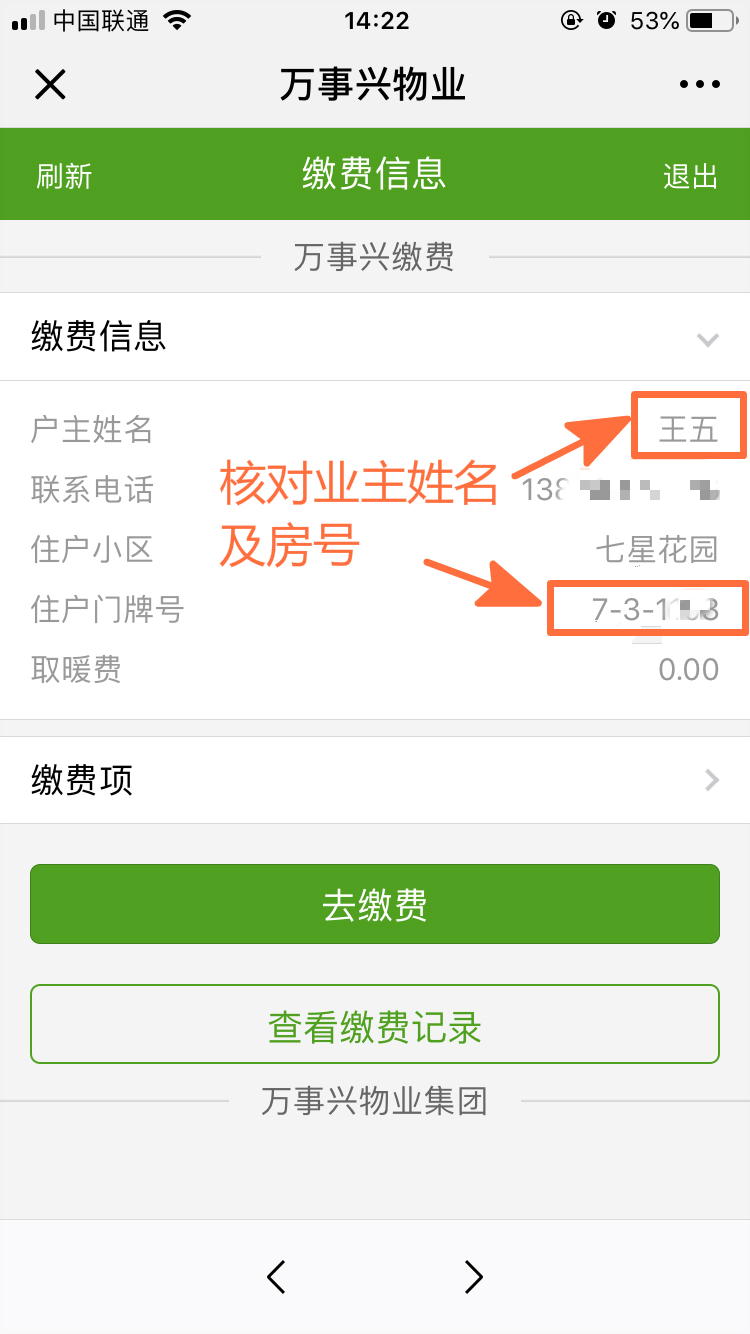 中国联通 14:22 53%
万事兴物业
刷新 缴费信息 退出
万事兴缴费
缴费信息
户主姓名 王五
联系电话 138
核对业主姓名
及房号
住户小区 七星花园
住户门牌号 7-3-1 3
取暖费 0.00
缴费项
去缴费
查看缴费记录
万事兴物业集团